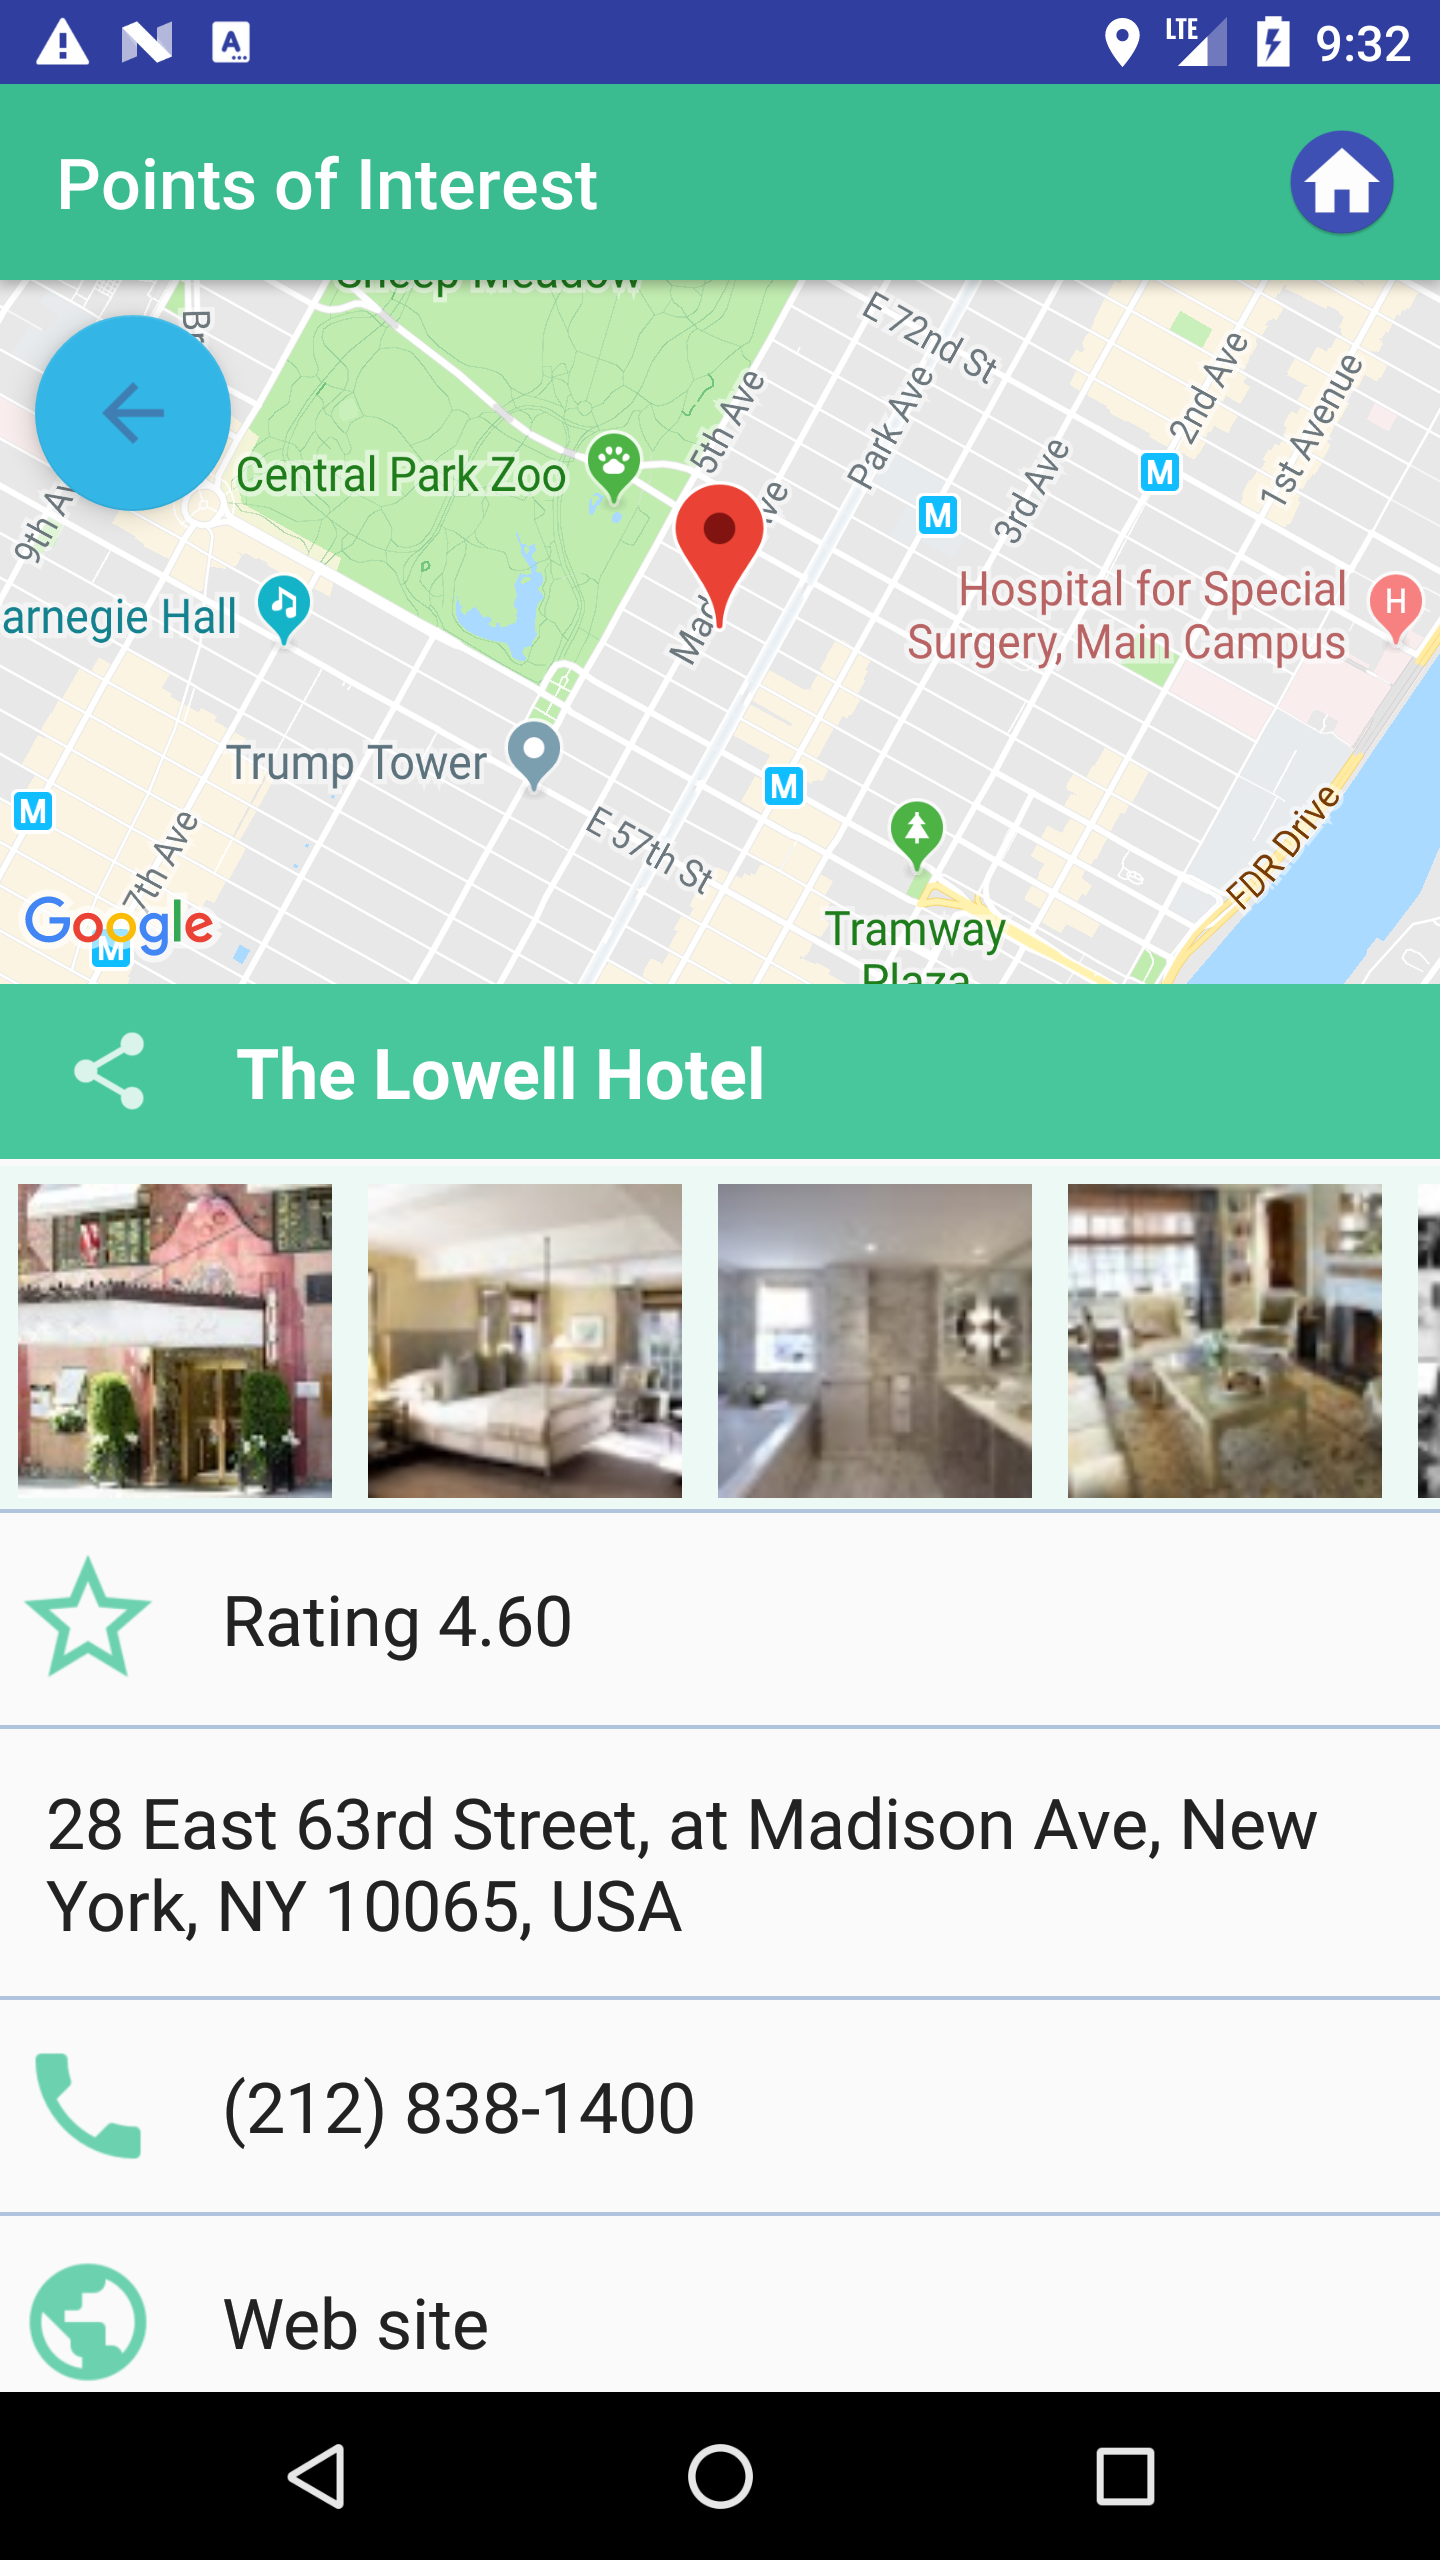 LTE 9:32
Points of Interest
E 72nd St
5th Ave
Park Ave
2nd Ave
1st Avenue
3rd Ave
9th Av
Central Park Zoo
M
M
Hospital for Special
Surgery, Main Campus
H
arnegie Hall
Mad
ve
Trump Tower
M
M
E 57th St
7th Ave
FDR Drive
Google
M
Tramway
Plaza
The Lowell Hotel
Rating 4.60
28 East 63rd Street, at Madison Ave, New
York, NY 10065, USA
(212) 838-1400
Web site